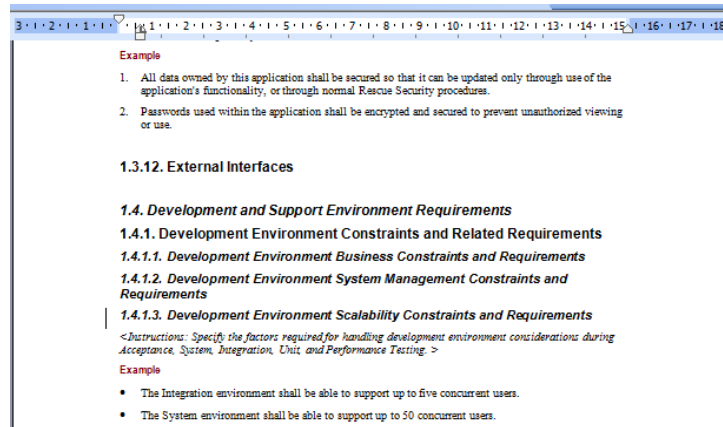 3 · 2 · 1 · 1 · 2 · 3 · 4 · 5 · 6 · 7 · 8 · 9 · 10 · 11 · 12 · 13 · 14 · 15 · 16 · 17 · 18
Example
1. All data owned by this application shall be secured so that it can be updated only through use of the
application's functionality, or through normal Rescue Security procedures.
2. Passwords used within the application shall be encrypted and secured to prevent unauthorized viewing
or use.
1.3.12. External Interfaces
1.4. Development and Support Environment Requirements
1.4.1. Development Environment Constraints and Related Requirements
1.4.1.1. Development Environment Business Constraints and Requirements
1.4.1.2. Development Environment System Management Constraints and
Requirements
1.4.1.3. Development Environment Scalability Constraints and Requirements
<Instructions: Specify the factors required for handling development environment considerations during
Acceptance, System, Integration, Unit, and Performance Testing. >
Example
• The Integration environment shall be able to support up to five concurrent users.
• The System environment shall be able to support up to 50 concurrent users.